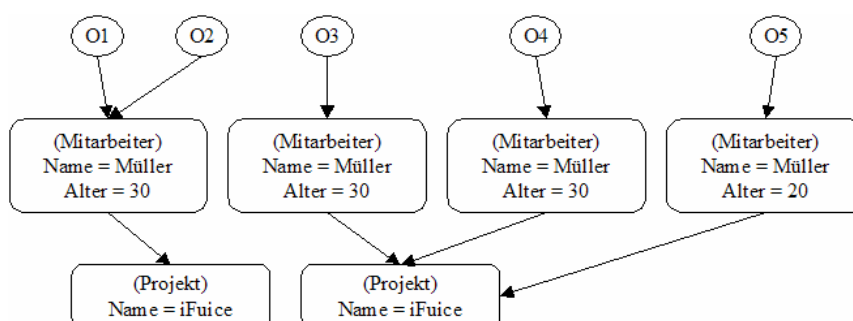 O1
O2
O3
O4
O5
(Mitarbeiter)
Name = Müller
Alter = 30
(Mitarbeiter)
Name = Müller
Alter = 30
(Mitarbeiter)
Name = Müller
Alter = 30
(Mitarbeiter)
Name = Müller
Alter = 20
(Projekt)
Name = iFuice
(Projekt)
Name = iFuice